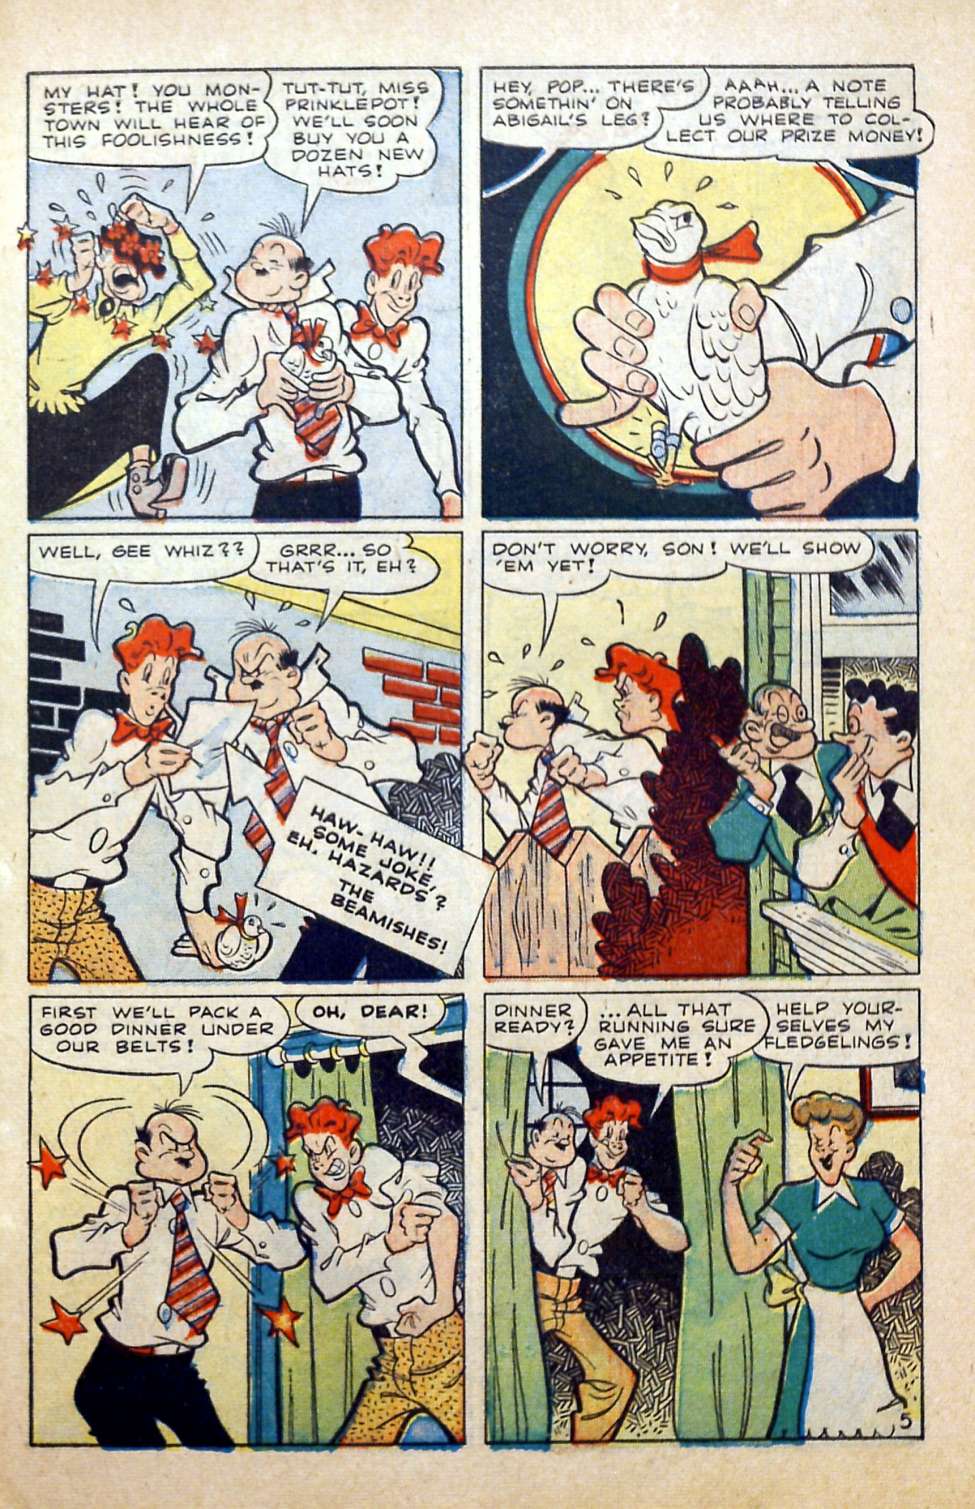 MY HAT! YOU MON-
STERS! THE WHOLE
TOWN WILL HEAR OF
THIS FOOLISHNESS!
TUT-TUT, MISS
PRINKLEPOT!
WE'LL SOON
BUY YOU A
DOZEN NEW
HATS!
HEY, POP... THERE'S
SOMETHIN' ON
ABIGAIL'S LEG?
AAAH... A NOTE
PROBABLY TELLING
US WHERE TO COL-
LECT OUR PRIZE MONEY!
WELL, GEE WHIZ??
GRRR... SO
THAT'S IT, EH?
HAW-HAW!!
SOME JOKE,
EH, HAZARDS?
THE
BEAMISHES!
DON'T WORRY, SON! WE'LL SHOW
'EM YET!
FIRST WE'LL PACK A
GOOD DINNER UNDER
OUR BELTS!
OH, DEAR!
DINNER
READY?
...ALL THAT
RUNNING SURE
GAVE ME AN
APPETITE!
HELP YOUR-
SELVES MY
FLEDGELINGS!
5